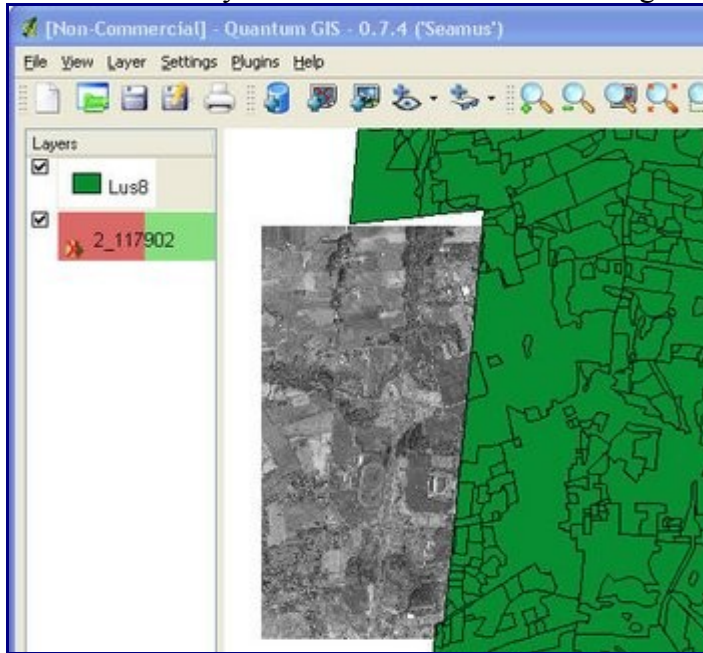 [Non-Commercial] - Quantum GIS - 0.7.4 ('Seamus')
File View Layer Settings Plugins Help
Layers
Lus8
2_117902